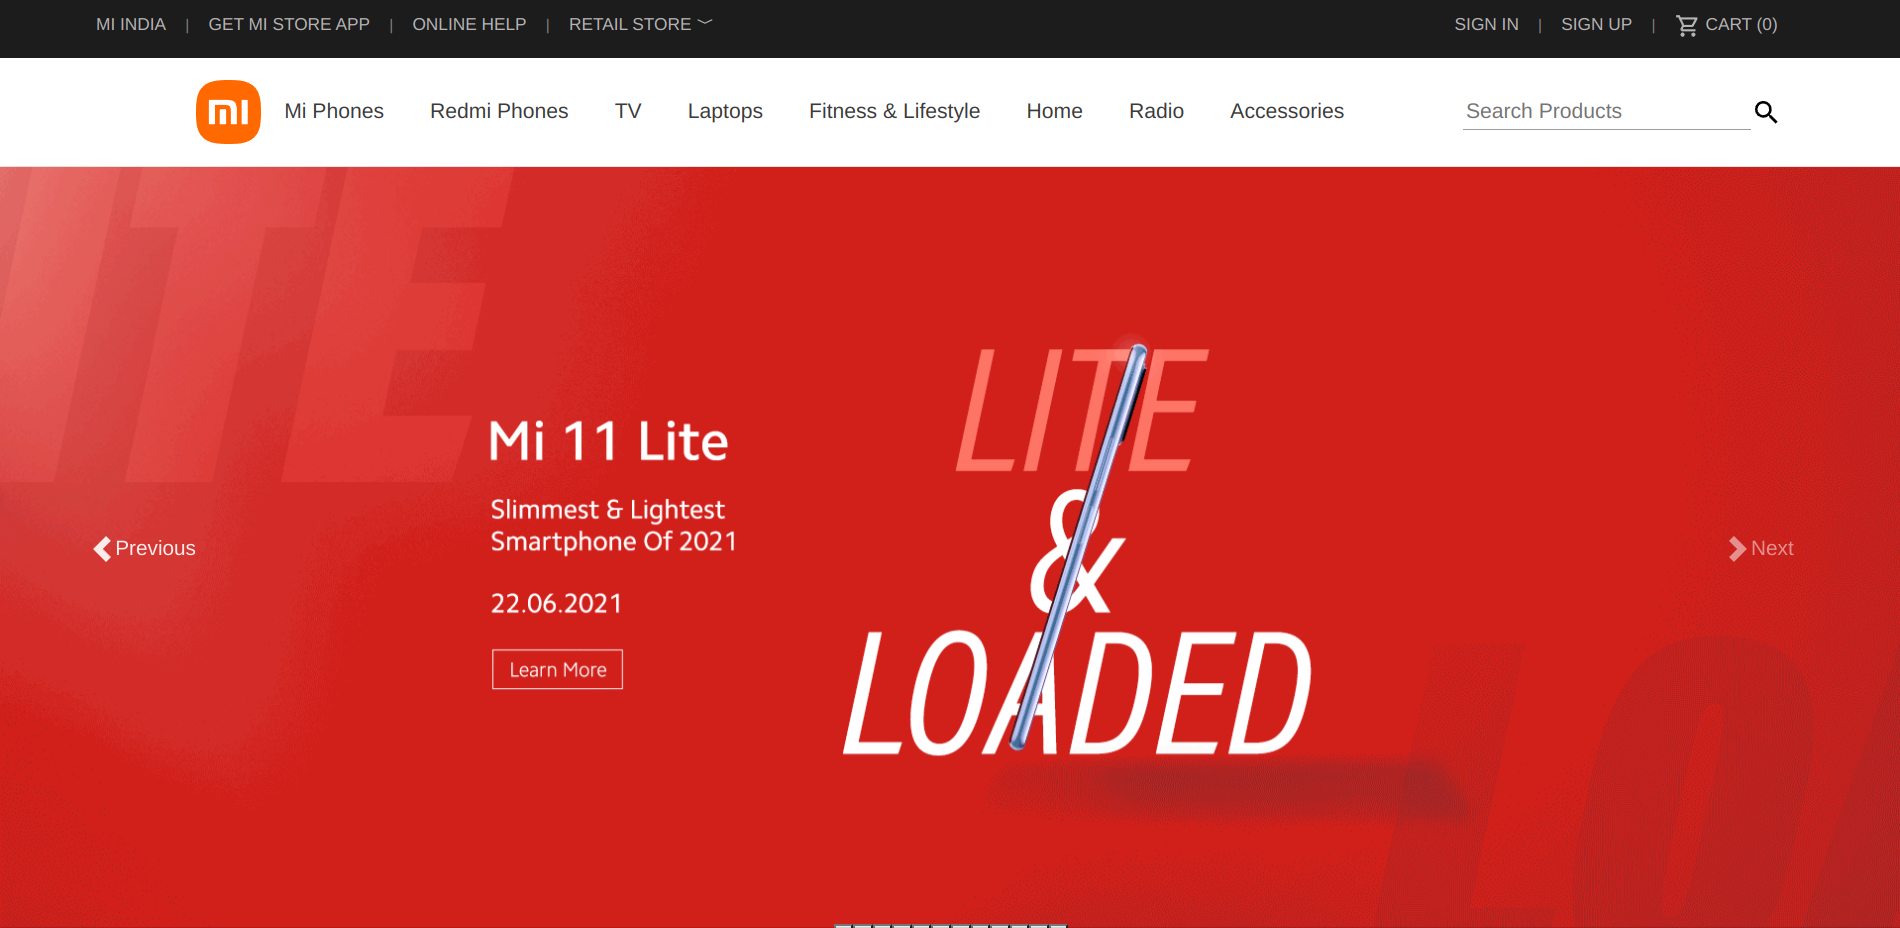 MI INDIA | GET MI STORE APP | ONLINE HELP | RETAIL STORE
SIGN IN | SIGN UP | CART (0)
mi
Mi Phones Redmi Phones TV Laptops Fitness & Lifestyle Home Radio Accessories
Search Products
LITE
LITE
&
LOADED
Mi 11 Lite
Slimmest & Lightest
Smartphone Of 2021
22.06.2021
Learn More
Previous
Next
LOA